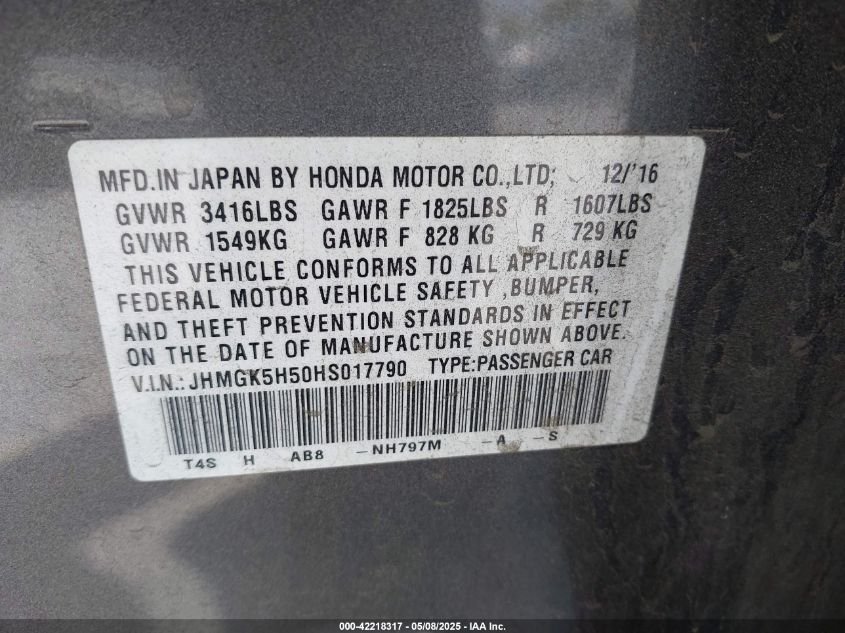 MFD.IN JAPAN BY HONDA MOTOR CO.,LTD; 12/'16
GVWR 3416LBS GAWR F 1825LBS R 1607LBS
GVWR 1549KG GAWR F 828 KG R 729 KG
THIS VEHICLE CONFORMS TO ALL APPLICABLE
FEDERAL MOTOR VEHICLE SAFETY ,BUMPER,
AND THEFT PREVENTION STANDARDS IN EFFECT
ON THE DATE OF MANUFACTURE SHOWN ABOVE.
V.I.N.: JHMGK5H50HS017790 TYPE:PASSENGER CAR
T4S H AB8 -NH797M -A -S
000-42218317 - 05/08/2025 - IAA Inc.